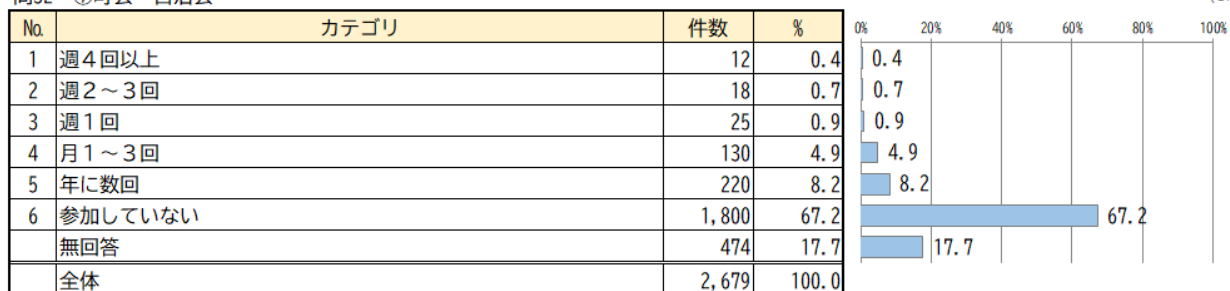 No. カテゴリ 件数 %
1 週４回以上 12 0.4
2 週２～３回 18 0.7
3 週１回 25 0.9
4 月１～３回 130 4.9
5 年に数回 220 8.2
6 参加していない 1,800 67.2
無回答 474 17.7
全体 2,679 100.0
0% 20% 40% 60% 80% 100%
0.4
0.7
0.9
4.9
8.2
67.2
17.7